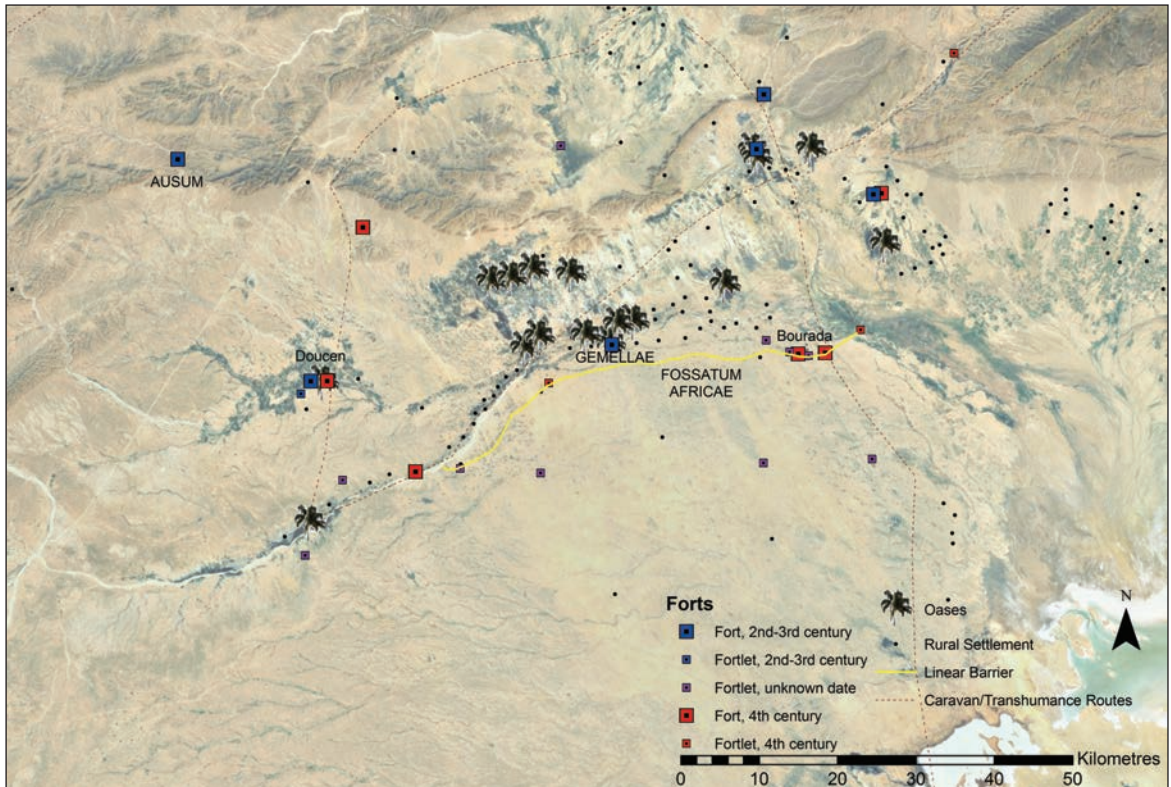 AUSUM
Doucen
GEMELLAE
Bourada
FOSSATUM
AFRICAE
Forts
Fort, 2nd-3rd century
Fortlet, 2nd-3rd century
Fortlet, unknown date
Fort, 4th century
Fortlet, 4th century
Oases
Rural Settlement
Linear Barrier
Caravan/Transhumance Routes
N
Kilometres
0 10 20 30 40 50